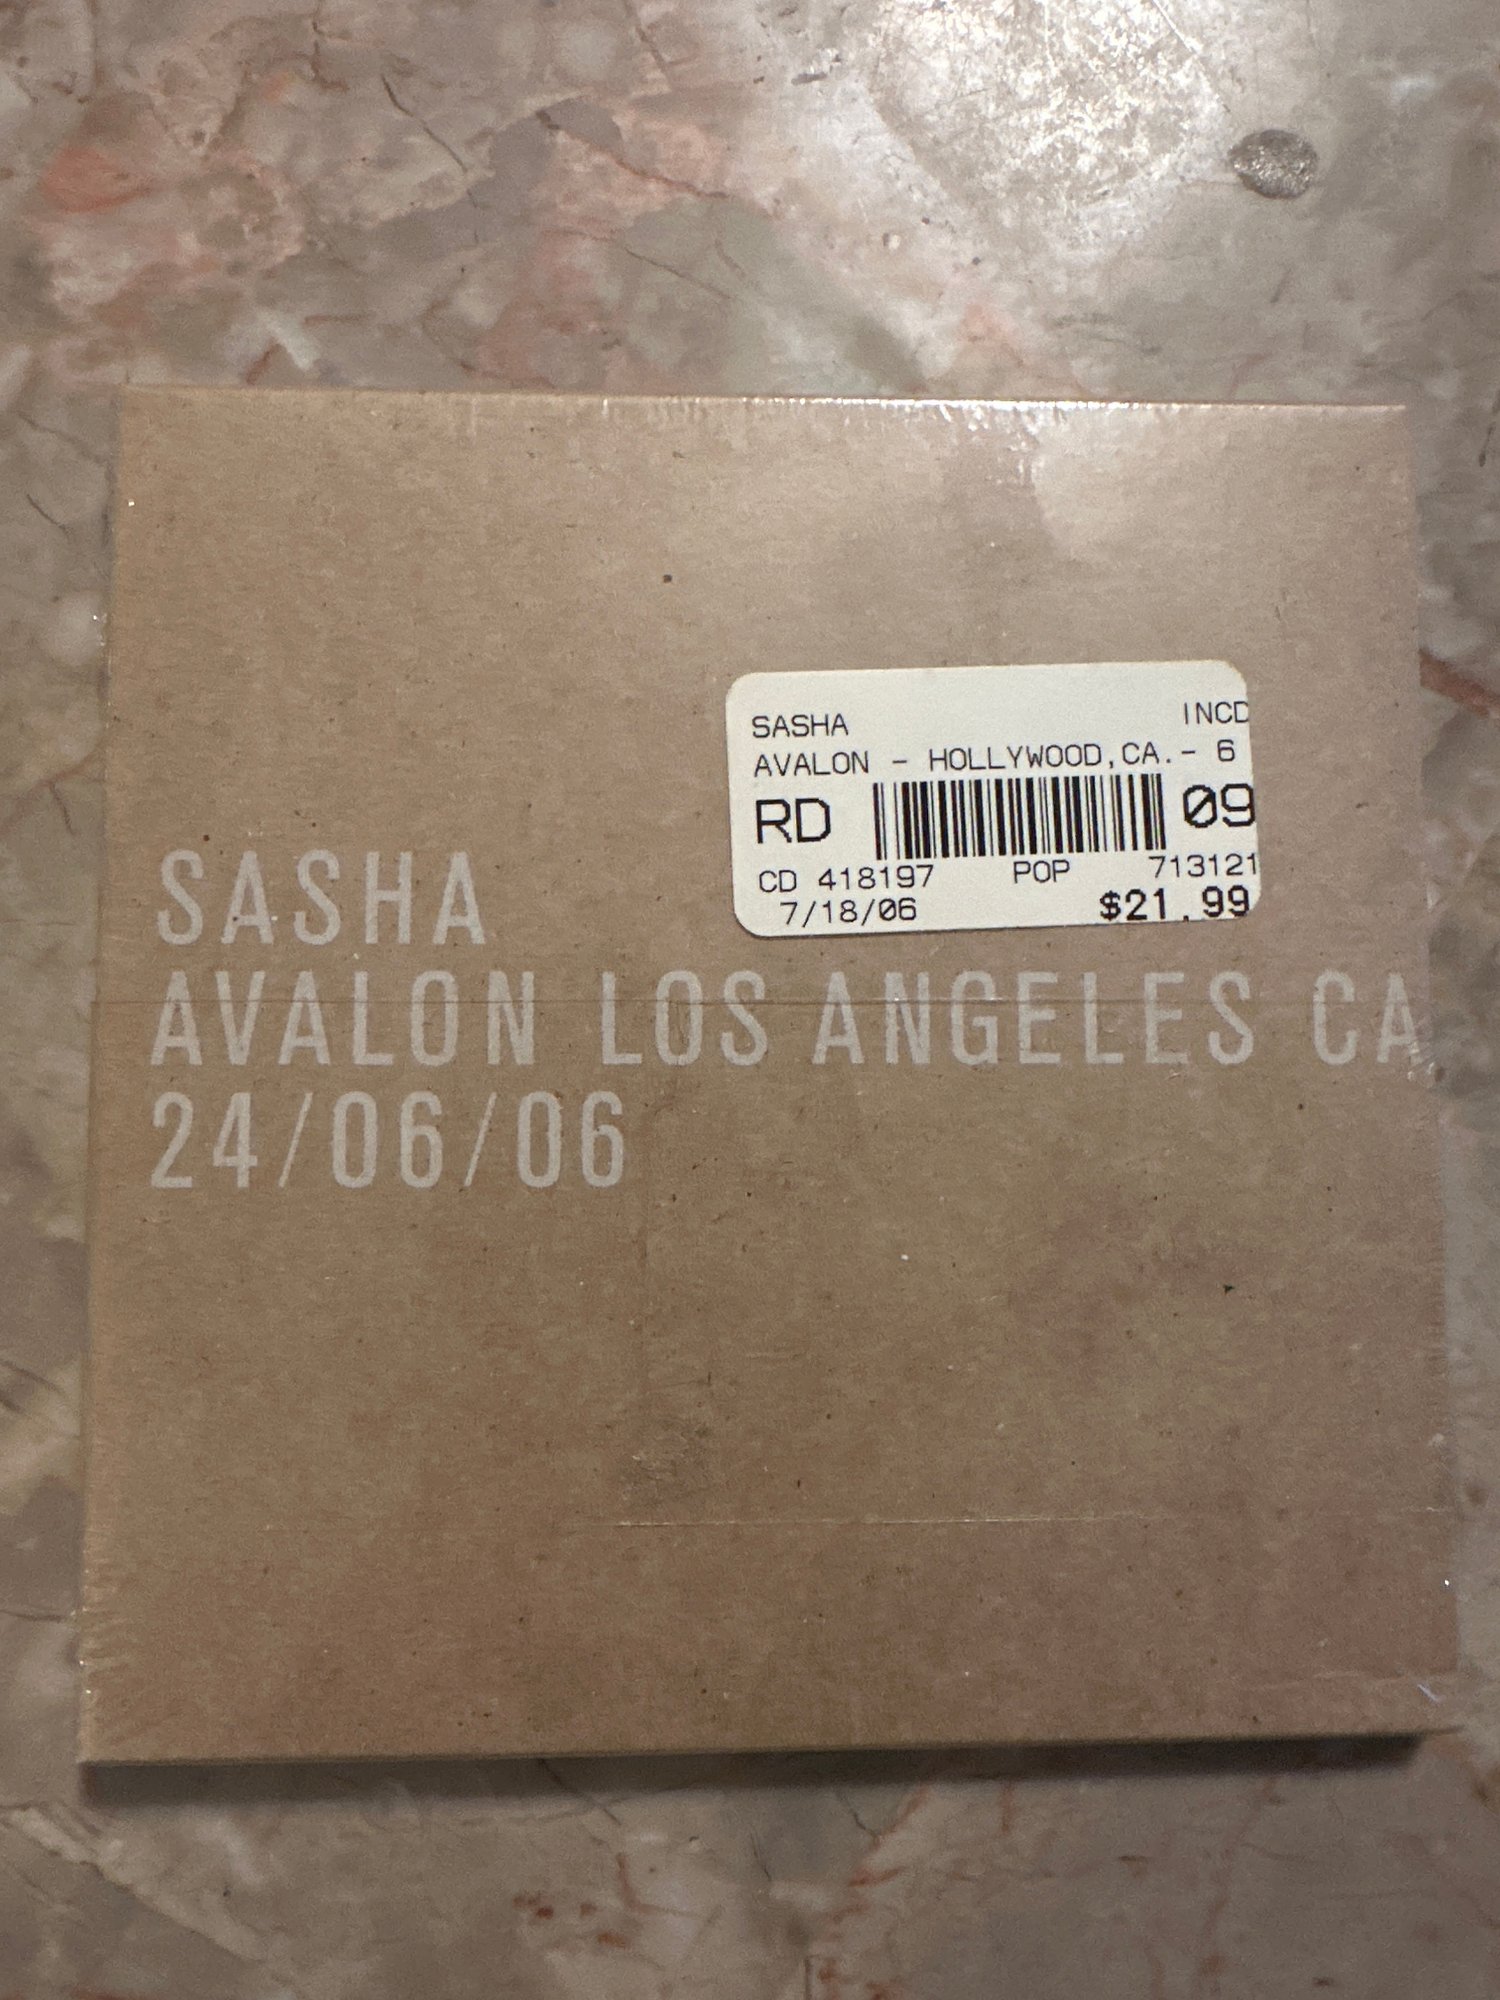 SASHA INCD
AVALON - HOLLYWOOD,CA.- 6
RD 09
CD 418197 POP 713121
7/18/06 $21.99
SASHA
AVALON LOS ANGELES CA
24/06/06